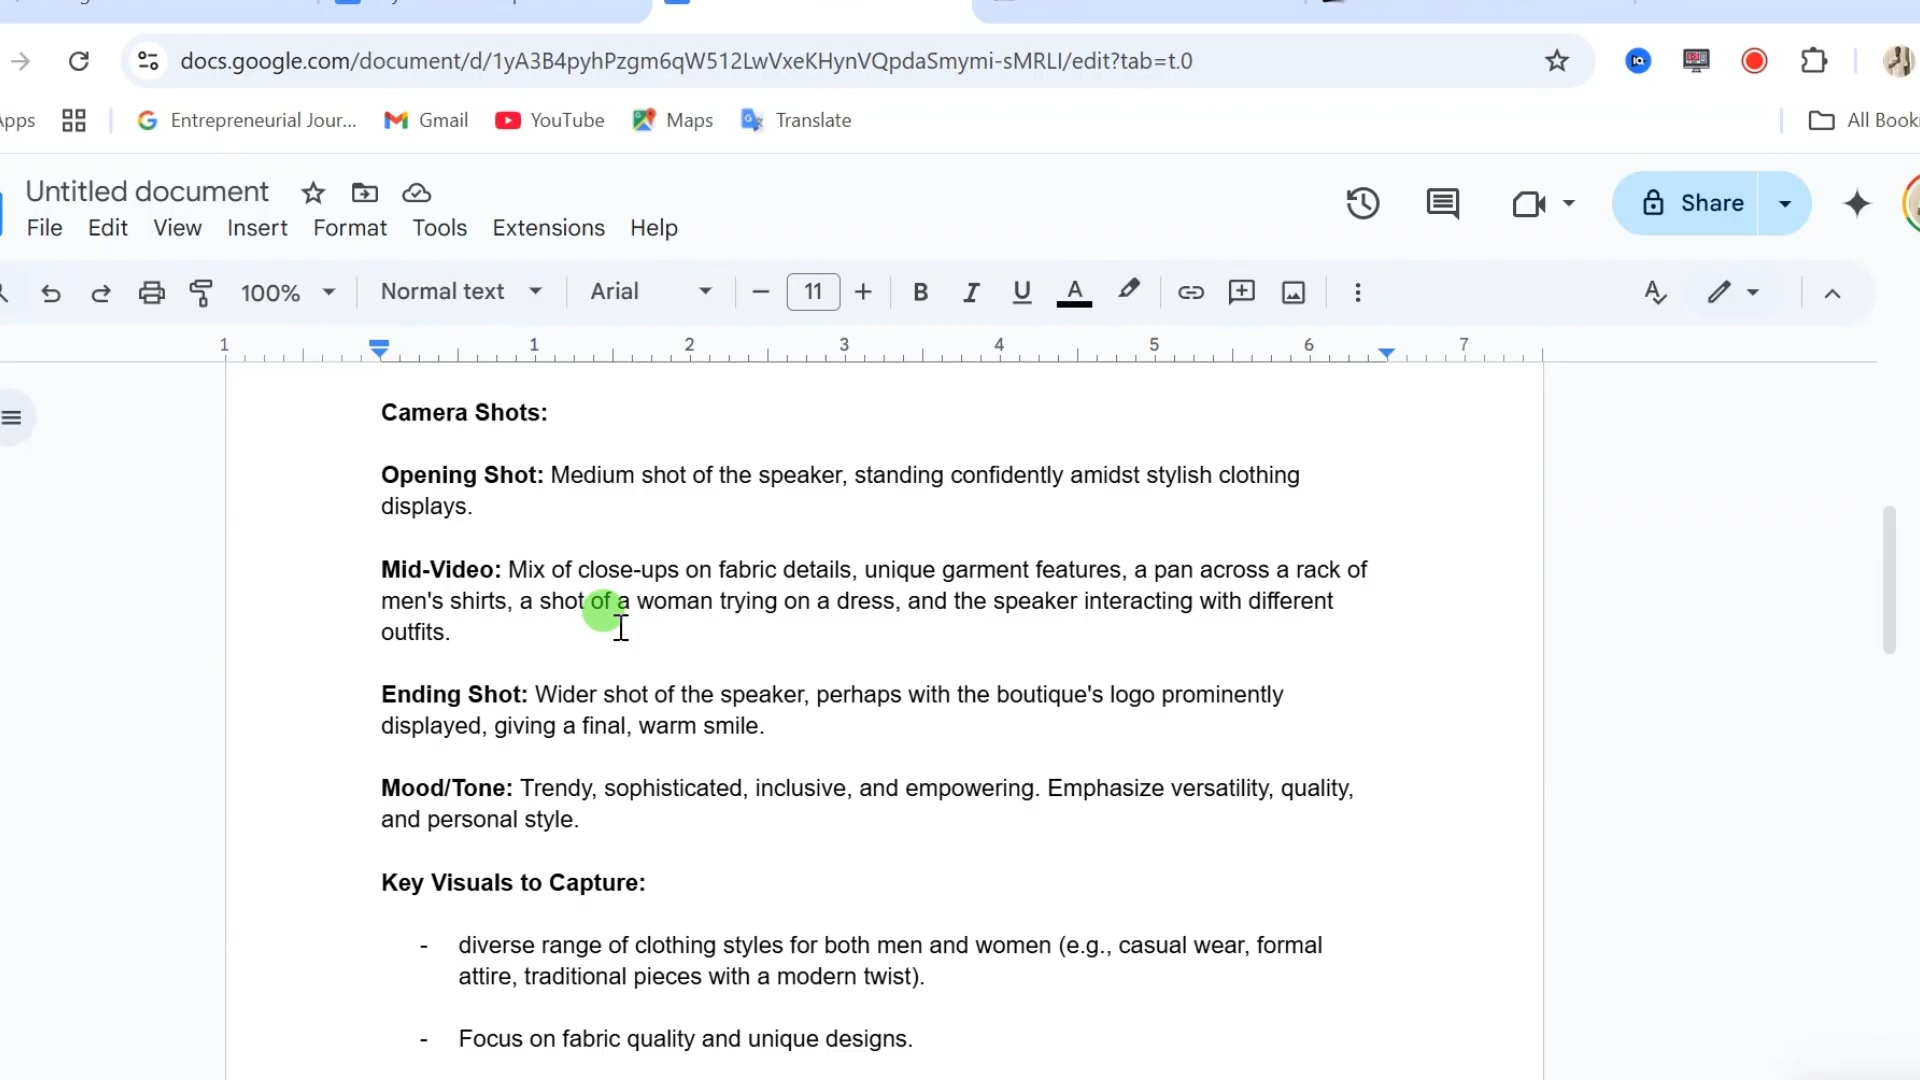 docs.google.com/document/d/1yA3B4pyhPzgm6qW512LwVxeKHynVQpdaSmymi-sMRLI/edit?tab=t.0
Entrepreneurial Jour... Gmail YouTube Maps Translate
Untitled document
Share
File Edit View Insert Format Tools Extensions Help
100% Normal text Arial 11 B I U A
1 1 2 3 4 5 6 7
Camera Shots:
Opening Shot: Medium shot of the speaker, standing confidently amidst stylish clothing
displays.
Mid-Video: Mix of close-ups on fabric details, unique garment features, a pan across a rack of
men's shirts, a shot of a woman trying on a dress, and the speaker interacting with different
outfits.
Ending Shot: Wider shot of the speaker, perhaps with the boutique's logo prominently
displayed, giving a final, warm smile.
Mood/Tone: Trendy, sophisticated, inclusive, and empowering. Emphasize versatility, quality,
and personal style.
Key Visuals to Capture:
- diverse range of clothing styles for both men and women (e.g., casual wear, formal
attire, traditional pieces with a modern twist).
- Focus on fabric quality and unique designs.